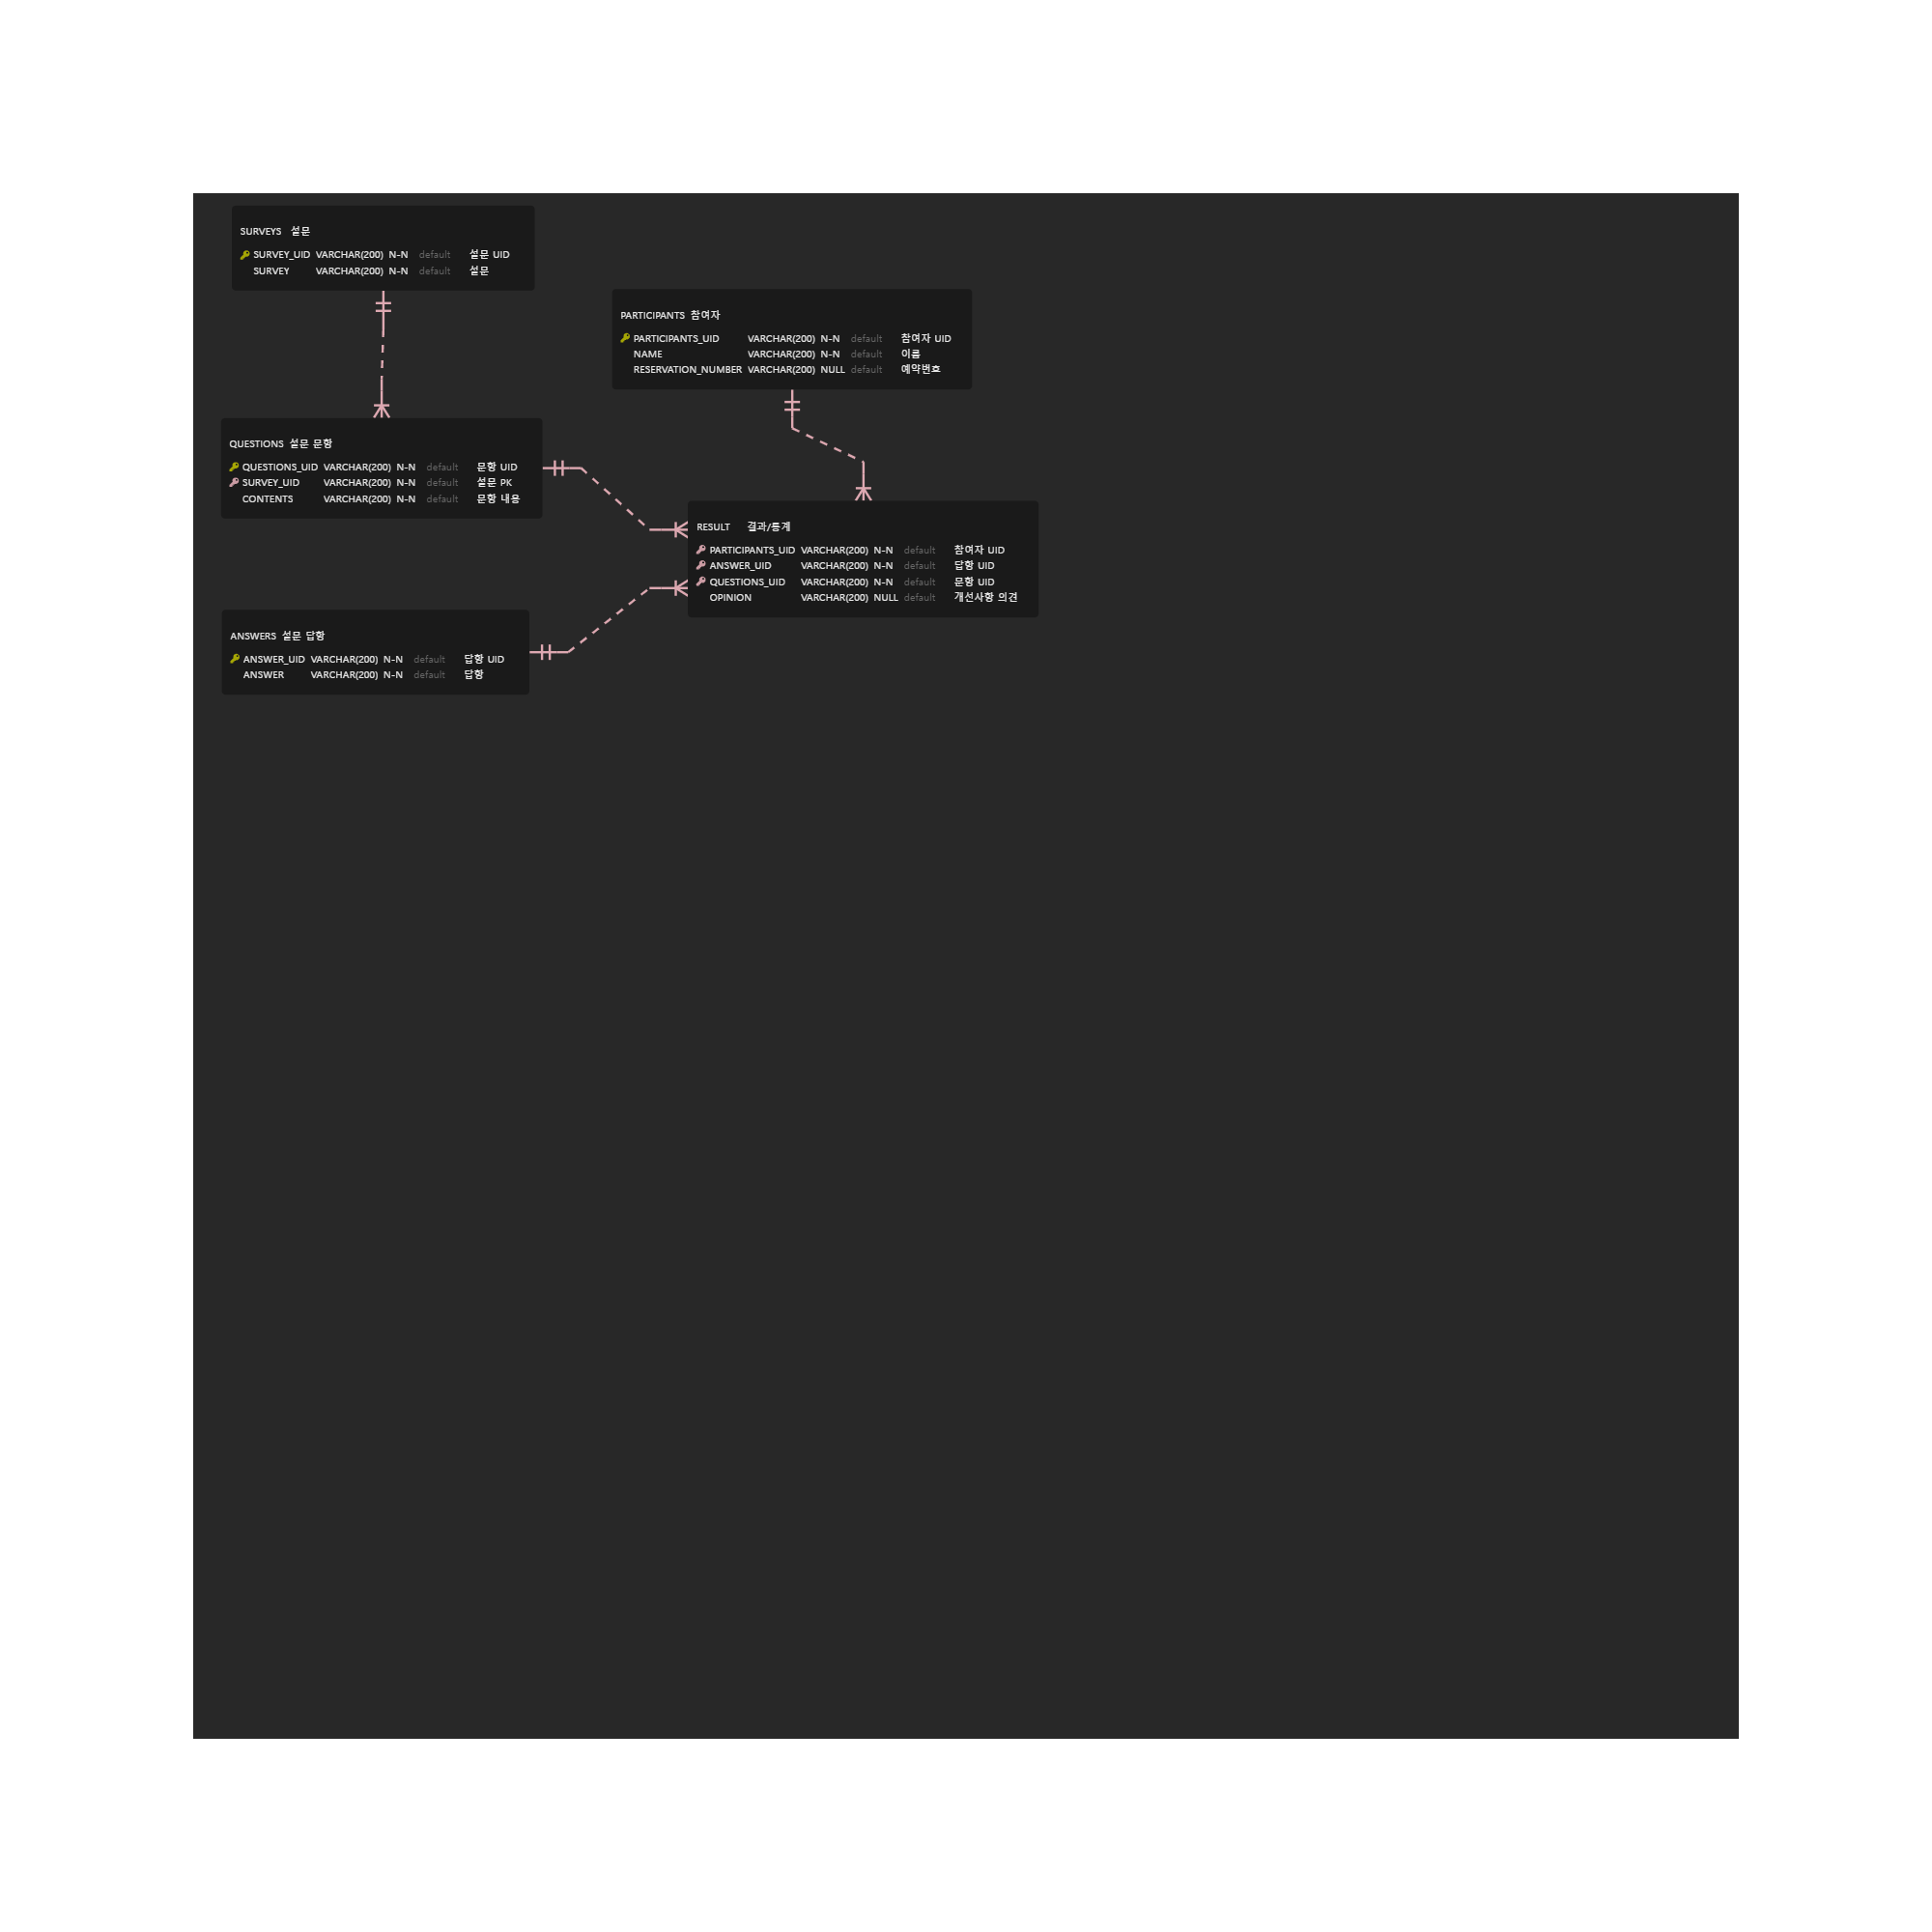 SURVEYS 설문
SURVEY_UID VARCHAR(200) N-N default 설문 UID
SURVEY VARCHAR(200) N-N default 설문
PARTICIPANTS 참여자
PARTICIPANTS_UID VARCHAR(200) N-N default 참여자 UID
NAME VARCHAR(200) N-N default 이름
RESERVATION_NUMBER VARCHAR(200) NULL default 예약번호
QUESTIONS 설문 문항
QUESTIONS_UID VARCHAR(200) N-N default 문항 UID
SURVEY_UID VARCHAR(200) N-N default 설문 PK
CONTENTS VARCHAR(200) N-N default 문항 내용
RESULT 결과/통계
PARTICIPANTS_UID VARCHAR(200) N-N default 참여자 UID
ANSWER_UID VARCHAR(200) N-N default 답항 UID
QUESTIONS_UID VARCHAR(200) N-N default 문항 UID
OPINION VARCHAR(200) NULL default 개선사항 의견
ANSWERS 설문 답항
ANSWER_UID VARCHAR(200) N-N default 답항 UID
ANSWER VARCHAR(200) N-N default 답항